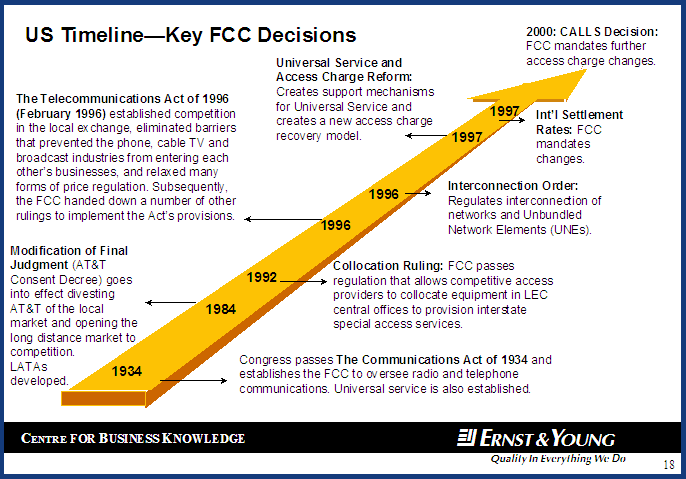 US Timeline—Key FCC Decisions
2000: CALLS Decision:
FCC mandates further
access charge changes.
Universal Service and
Access Charge Reform:
Creates support mechanisms
for Universal Service and
creates a new access charge
recovery model.
The Telecommunications Act of 1996
(February 1996) established competition
in the local exchange, eliminated barriers
that prevented the phone, cable TV and
broadcast industries from entering each
other's businesses, and relaxed many
forms of price regulation. Subsequently,
the FCC handed down a number of other
rulings to implement the Act's provisions.
1997
Int'l Settlement
Rates: FCC
mandates
changes.
1997
1996
Interconnection Order:
Regulates interconnection of
networks and Unbundled
Network Elements (UNEs).
1996
Modification of Final
Judgment (AT&T
Consent Decree) goes
into effect divesting
AT&T of the local
market and opening the
long distance market to
competition.
LATAs
developed.
1992
Collocation Ruling: FCC passes
regulation that allows competitive access
providers to collocate equipment in LEC
central offices to provision interstate
special access services.
1984
1934
Congress passes The Communications Act of 1934 and
establishes the FCC to oversee radio and telephone
communications. Universal service is also established.
CENTRE FOR BUSINESS KNOWLEDGE
ERNST & YOUNG
Quality In Everything We Do
18